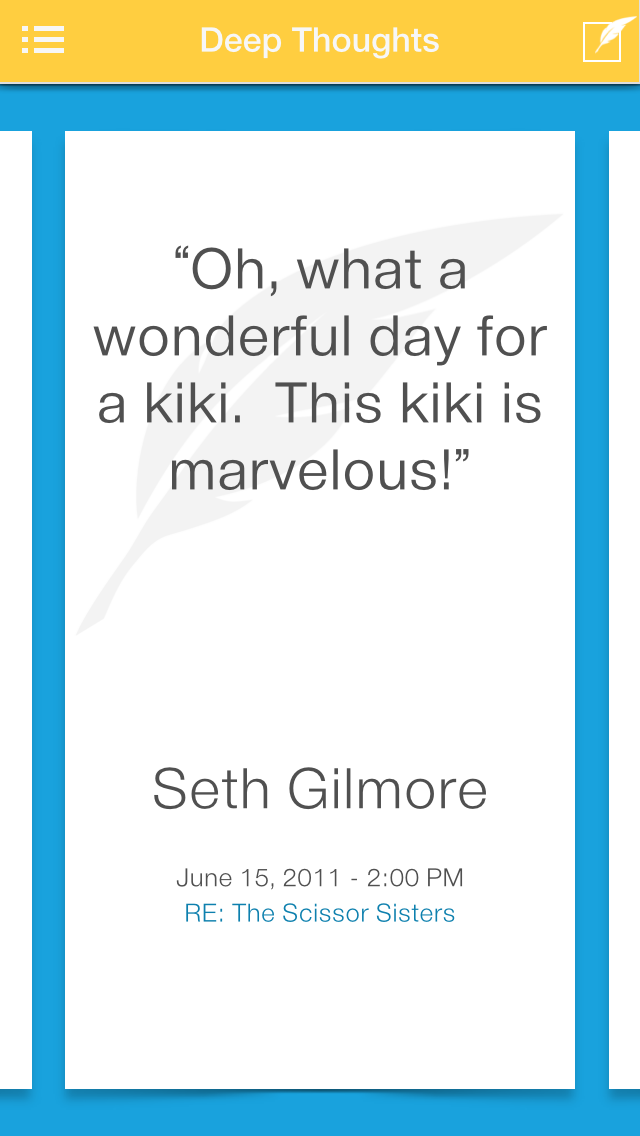 Deep Thoughts
“Oh, what a
wonderful day for
a kiki.  This kiki is
marvelous!”
Seth Gilmore
June 15, 2011 - 2:00 PM
RE: The Scissor Sisters